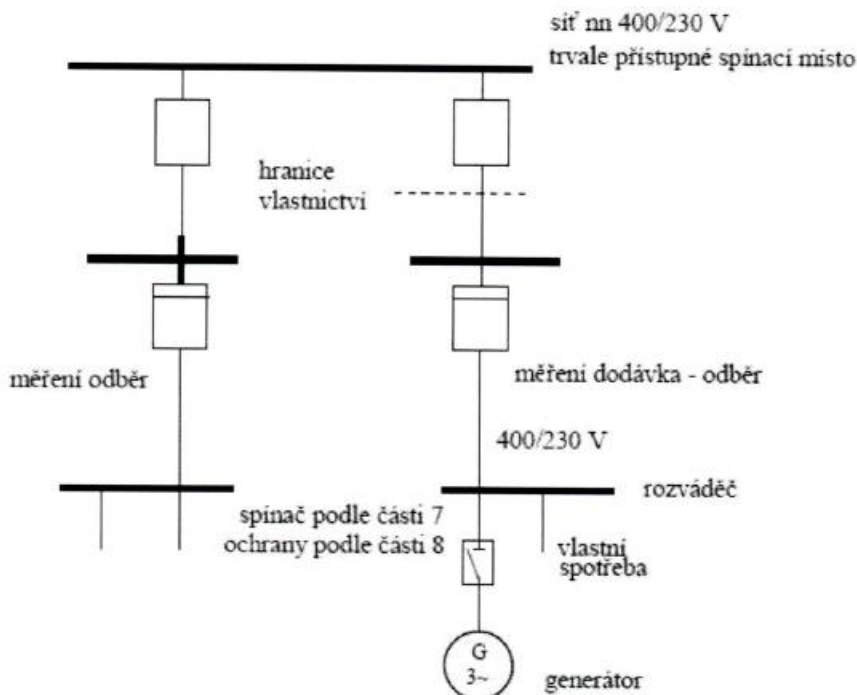 síť nn 400/230 V
trvale přístupné spínací místo
hranice
vlastnictví
měření odběr
měření dodávka - odběr
400/230 V
rozváděč
spínač podle části 7
ochrany podle části 8
vlastní
spotřeba
G
3~
generátor